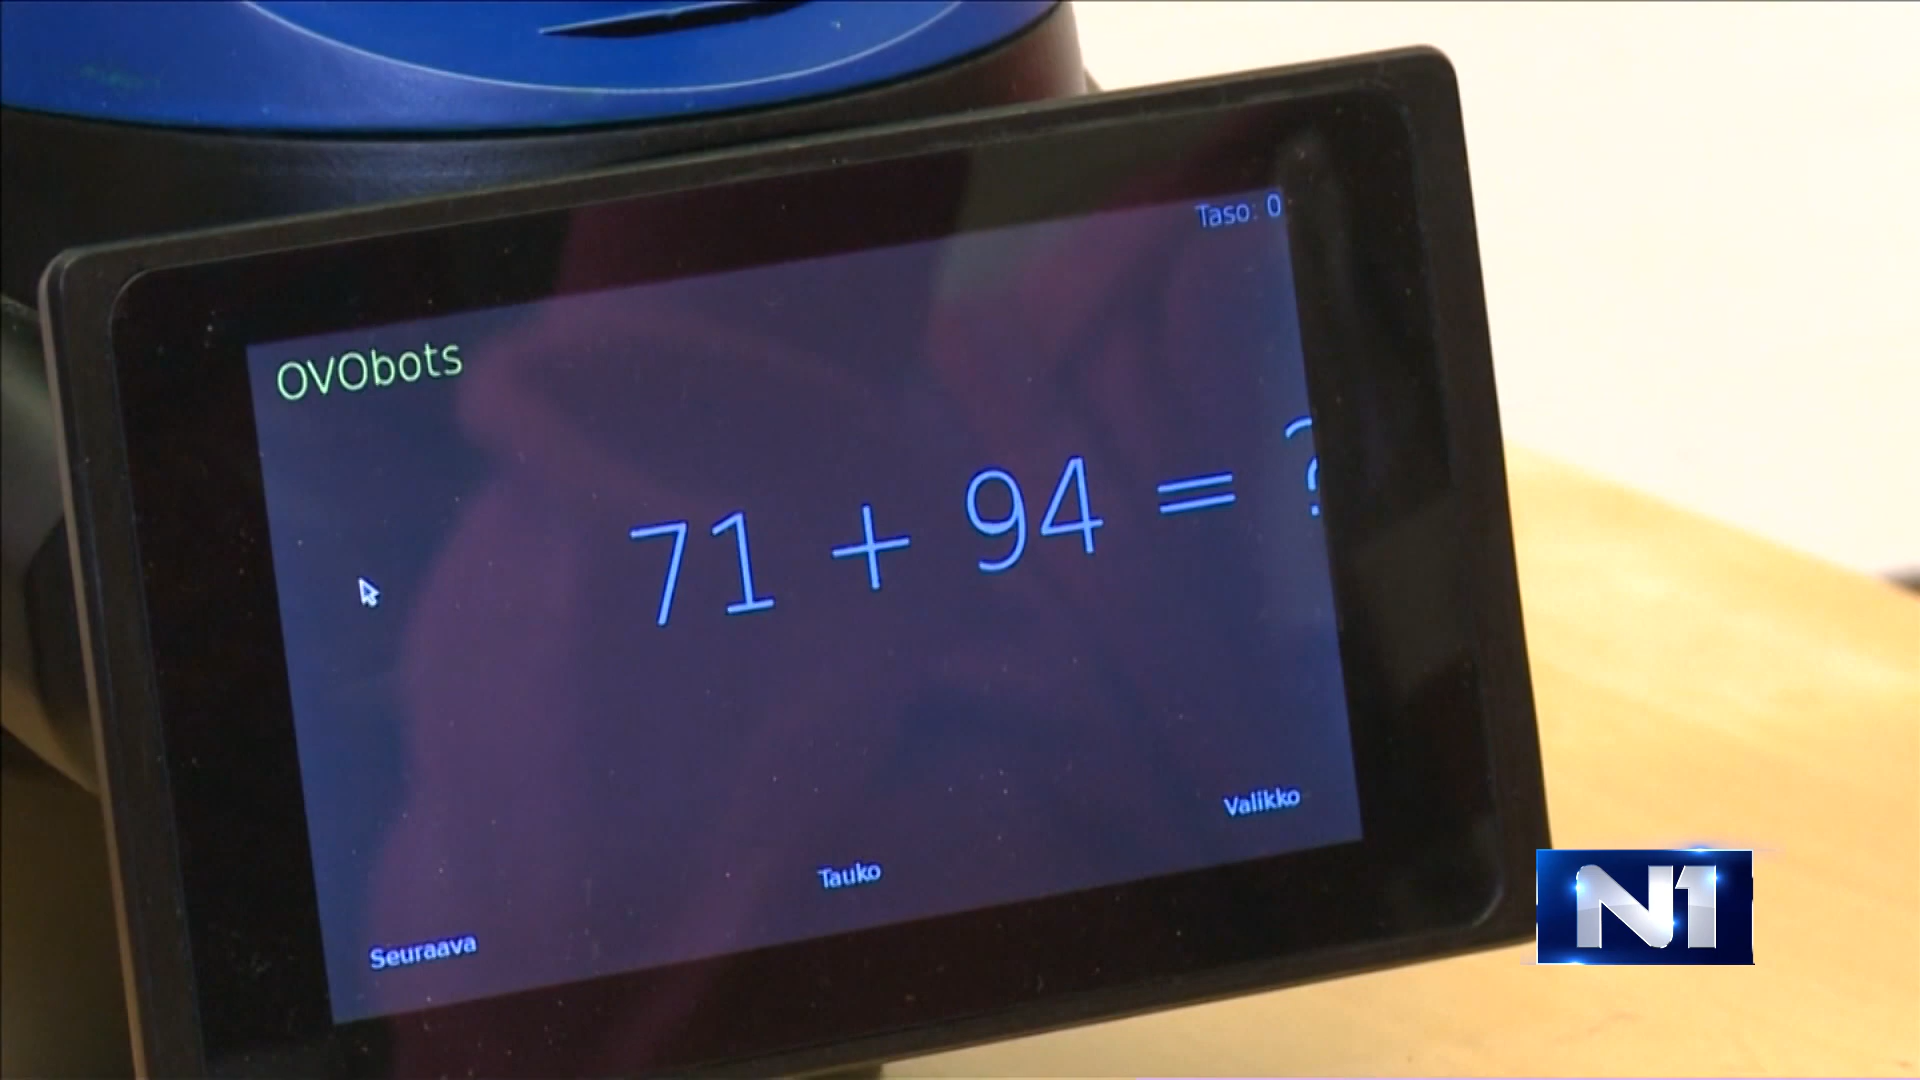 Taso: 0
OVObots
71 + 94 = ?
Valikko
Tauko
Seuraava
N1